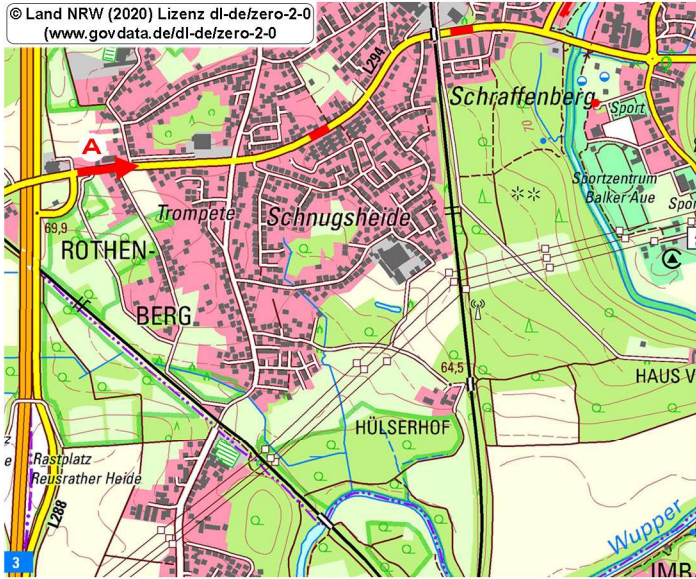 © Land NRW (2020) Lizenz dl-de/zero-2-0
(www.govdata.de/dl-de/zero-2-0
L294
Schraffenberg
Sport
70
A
Sportzentrum
Balker Aue
Spor
Trompete
Schnugsheide
69,9
ROTHEN-
BERG
64,5
HAUS V
HÜLSERHOF
z
e
Rastplatz
Reusrather Heide
L288
Wupper
3
IMB